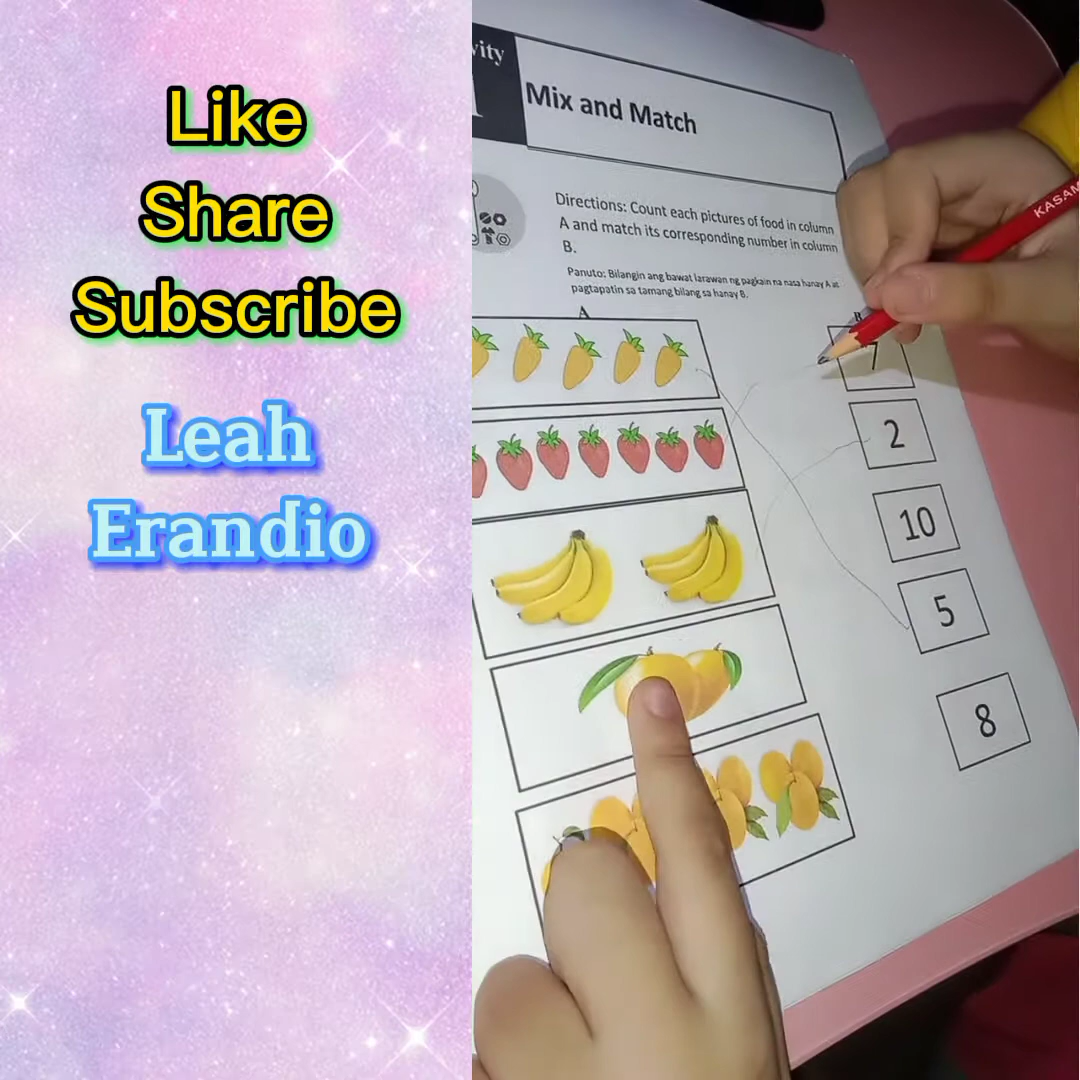 Like
Share
Subscribe
Leah
Erandio
Mix and Match
Directions: Count each pictures of food in column
A and match its corresponding number in column
B.
Panuto: Bilangin ang bawat larawan ng pagkain na nasa hanay A at
pagtapatin sa tamang bilang sa hanay B.
A
B
7
2
10
5
8